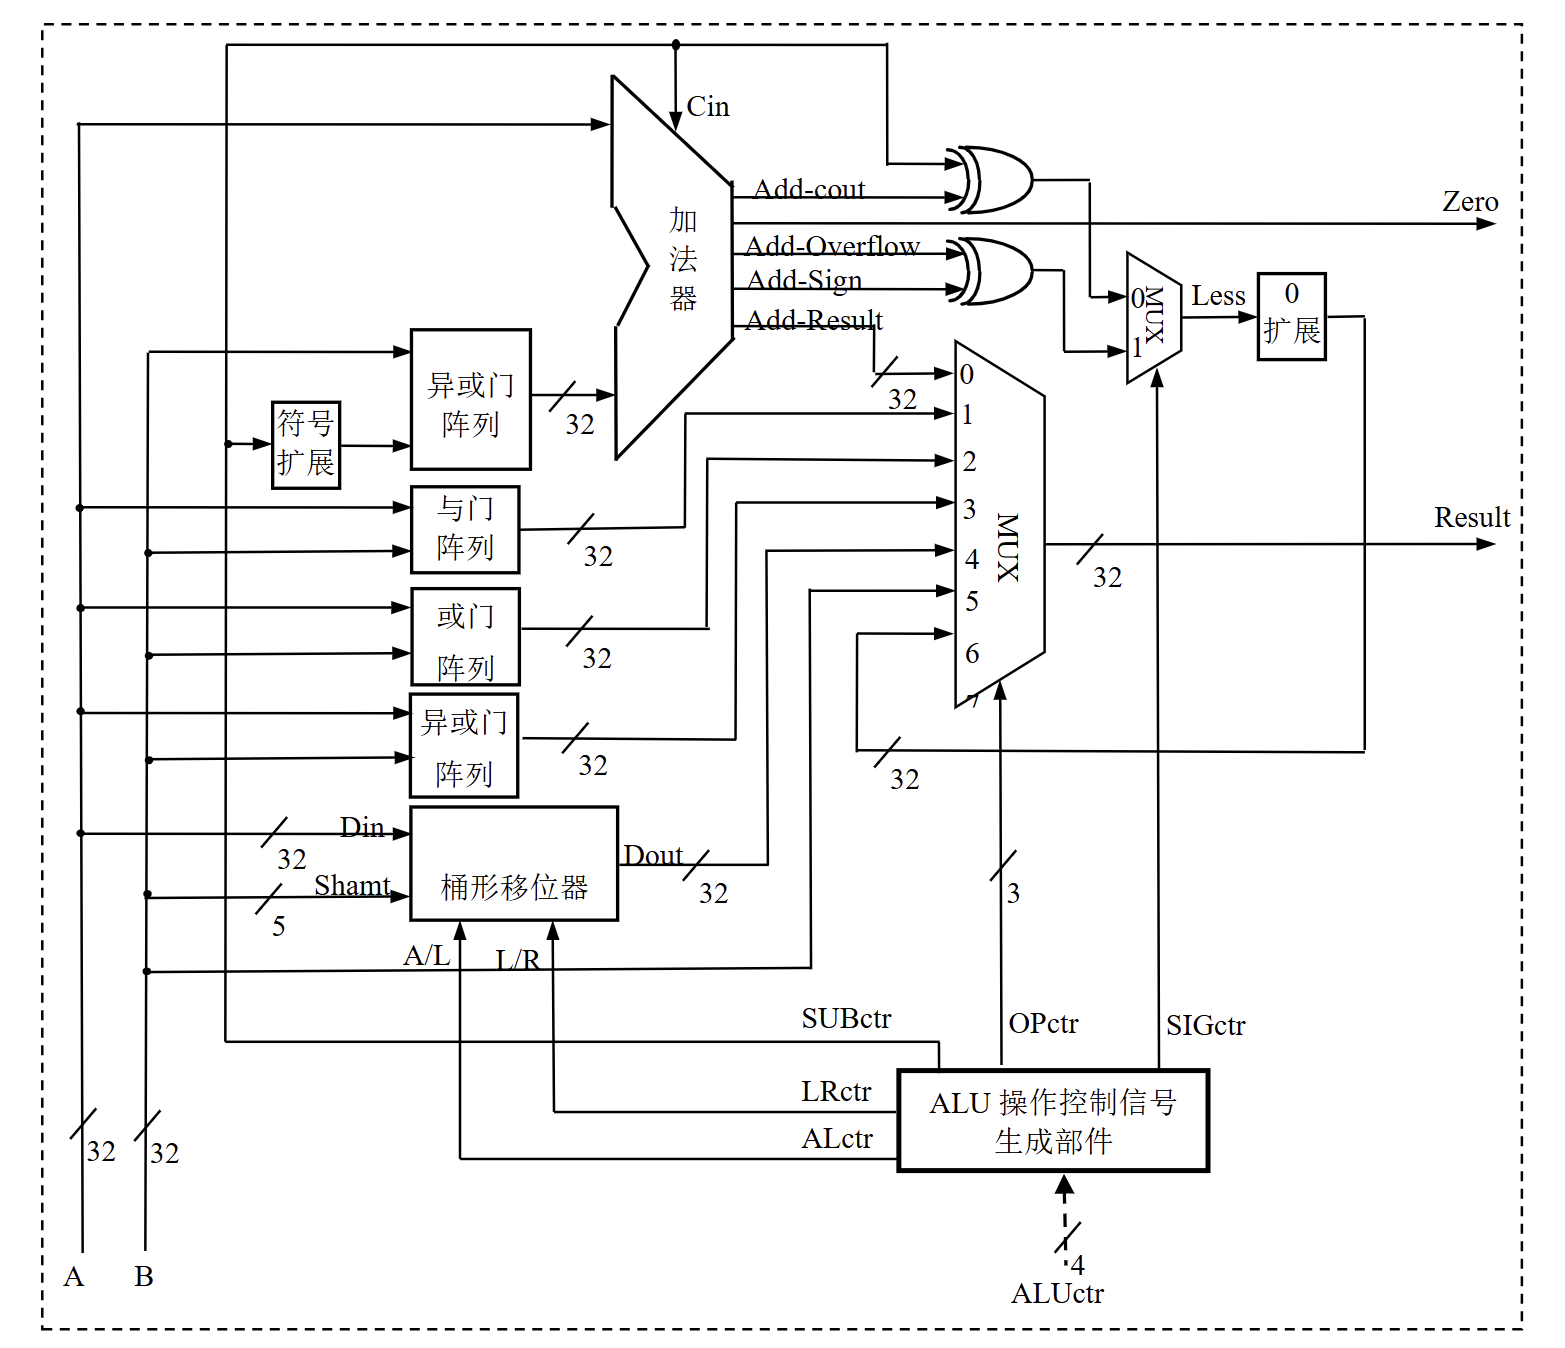 Cin
Add-cout
Zero
加
法
器
Add-Overflow
Add-Sign
Add-Result
0
MUX
1
Less
0
扩展
异或门
阵列
32
32
0
1
2
3
4
5
6
7
MUX
符号
扩展
与门
阵列
32
Result
32
或门
阵列
32
异或门
阵列
32
32
Din
32
Shamt
5
桶形移位器
Dout
32
3
A/L
L/R
SUBctr
OPctr
SIGctr
LRctr
ALctr
ALU 操作控制信号
生成部件
32
32
4
ALUctr
A
B